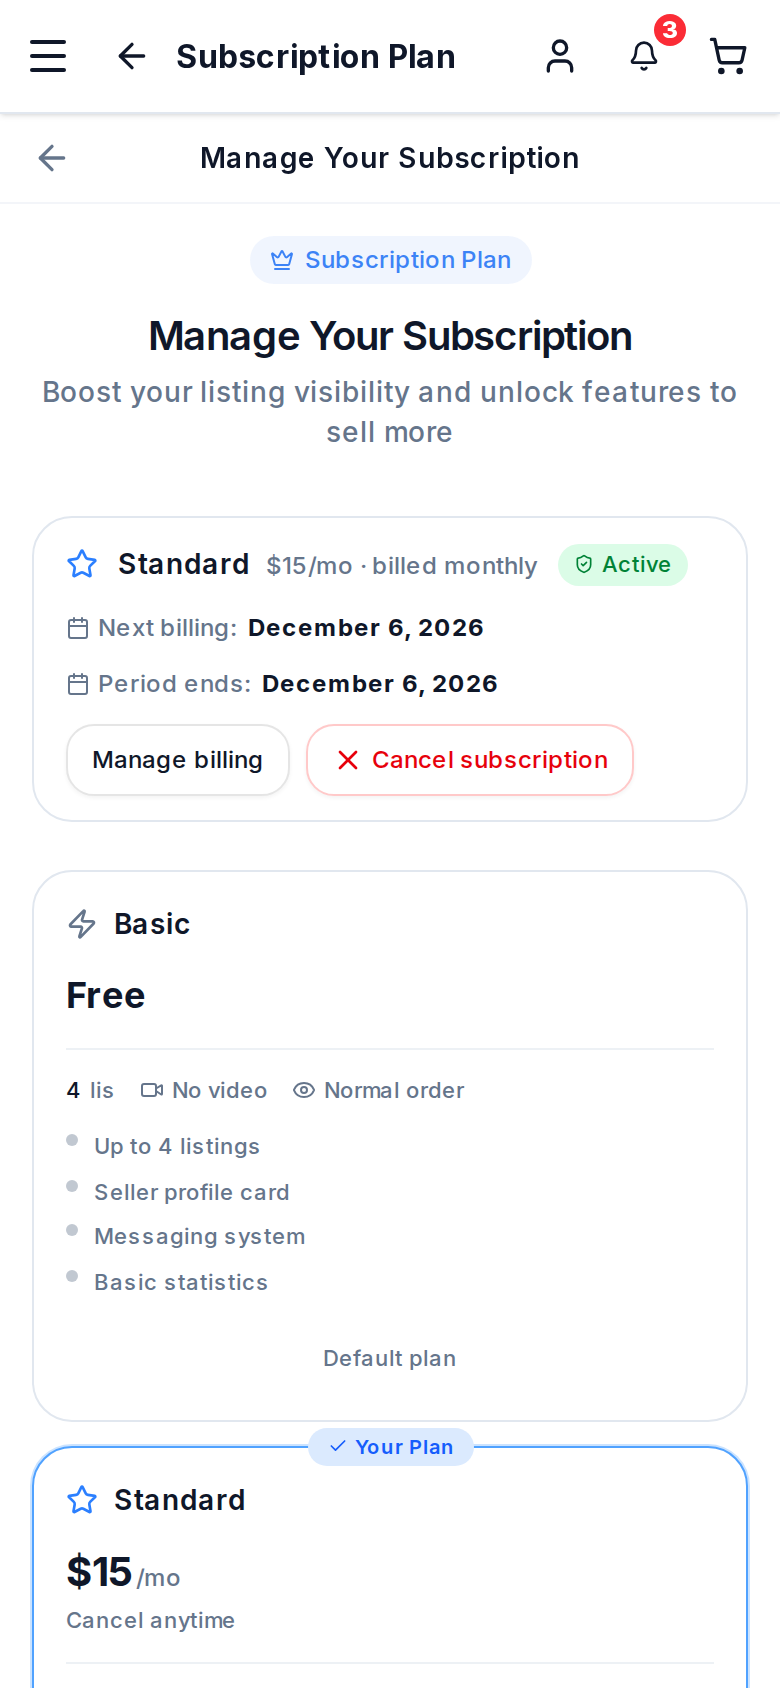 Subscription Plan
3
Manage Your Subscription
Subscription Plan
Manage Your Subscription
Boost your listing visibility and unlock features to
sell more
Standard $15/mo · billed monthly Active
Next billing: December 6, 2026
Period ends: December 6, 2026
Manage billing Cancel subscription
Basic
Free
4 lis No video Normal order
Up to 4 listings
Seller profile card
Messaging system
Basic statistics
Default plan
Your Plan
Standard
$15/mo
Cancel anytime